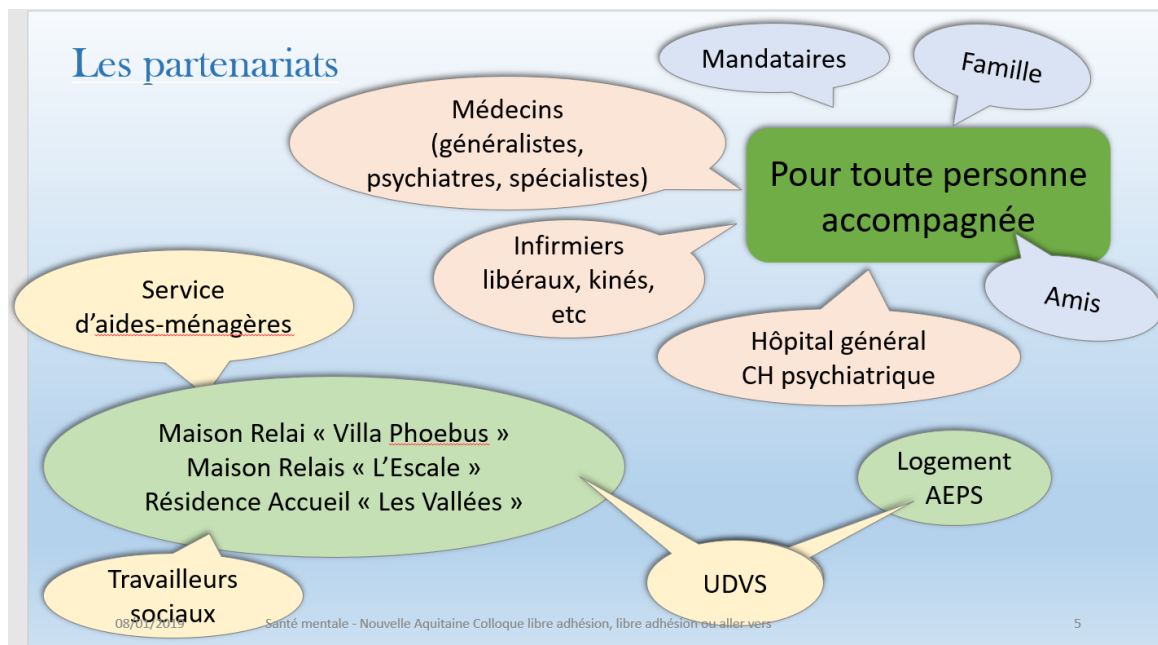 Les partenariats
Mandataires
Famille
Médecins
(généralistes,
psychiatres, spécialistes)
Pour toute personne
accompagnée
Infirmiers
libéraux, kinés,
etc
Amis
Hôpital général
CH psychiatrique
Service
d’aides-ménagères
Maison Relai « Villa Phoebus »
Maison Relais « L’Escale »
Résidence Accueil « Les Vallées »
Logement
AEPS
UDVS
Travailleurs
sociaux
08/01/2019
Santé mentale - Nouvelle Aquitaine Colloque libre adhésion, libre adhésion ou aller vers
5